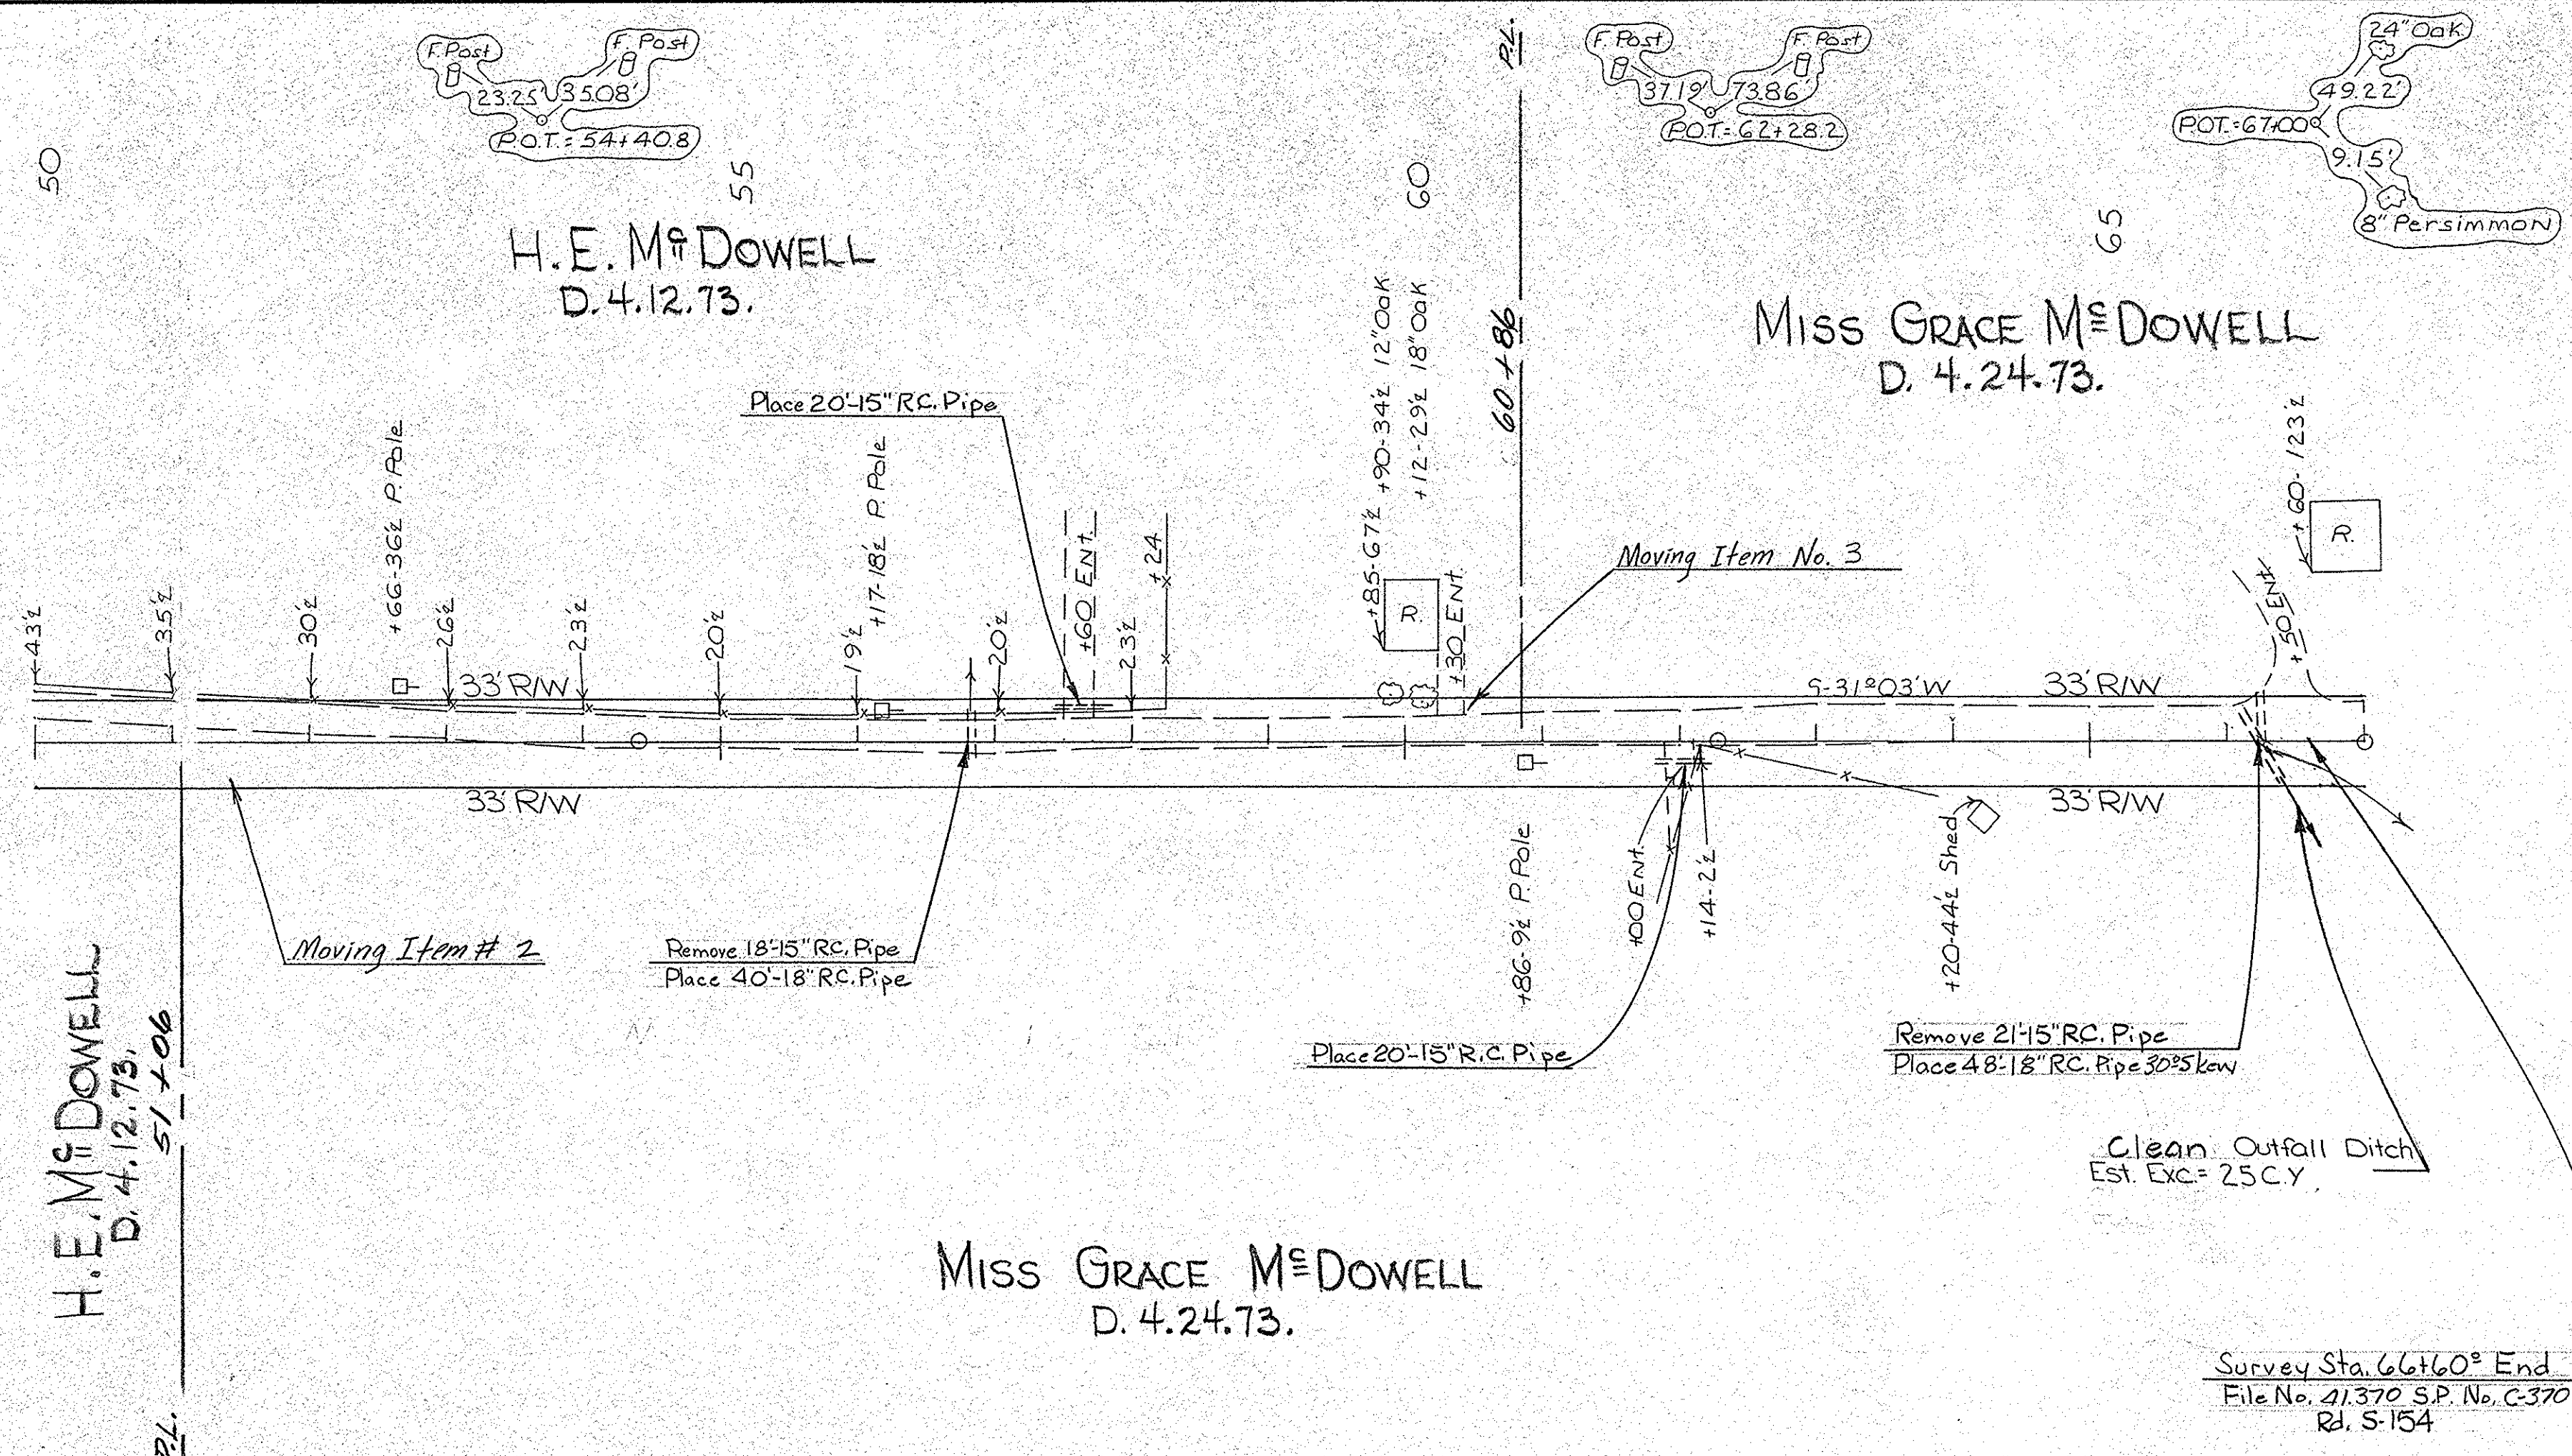 F. Post
F. Post
23.25'
35.08'
P.O.T. = 54+40.8
P.L.
F. Post
F. Post
37.19'
73.86'
P.O.T. = 62+28.2
24" Oak
49.22'
P.O.T. = 67+00
9.15'
8" Persimmon
50
55
60
65
H.E. McDOWELL
D. 4.12.73.
MISS GRACE McDOWELL
D. 4.24.73.
60+86
Place 20'-15" R.C. Pipe
+90-34'
12" Oak
+12-29'
18" Oak
+85-67'
R.
+30 ENT.
Moving Item No. 3
+60-123'
R.
+50 ENT.
43'
35'
30'
+66-36' P.Pole
26'
23'
20'
19'
+17-18' P.Pole
20'
+60 ENT.
23'
+24
33' R/W
S-31°03'W
33' R/W
33' R/W
33' R/W
Moving Item # 2
Remove 18'-15" R.C. Pipe
Place 40'-18" R.C. Pipe
+86-9' P.Pole
+00 ENT.
+14-2'
+20-44' Shed
Place 20'-15" R.C. Pipe
Remove 21'-15" R.C. Pipe
Place 48'-18" R.C. Pipe 30° Skew
Clean Outfall Ditch
Est. Exc. = 25 C.Y.
H.E. McDOWELL
D. 4.12.73.
51+06
P.L.
MISS GRACE McDOWELL
D. 4.24.73.
Survey Sta. 66+60° End
File No. 41.370 S.P. No. C-370
Rd. S-154